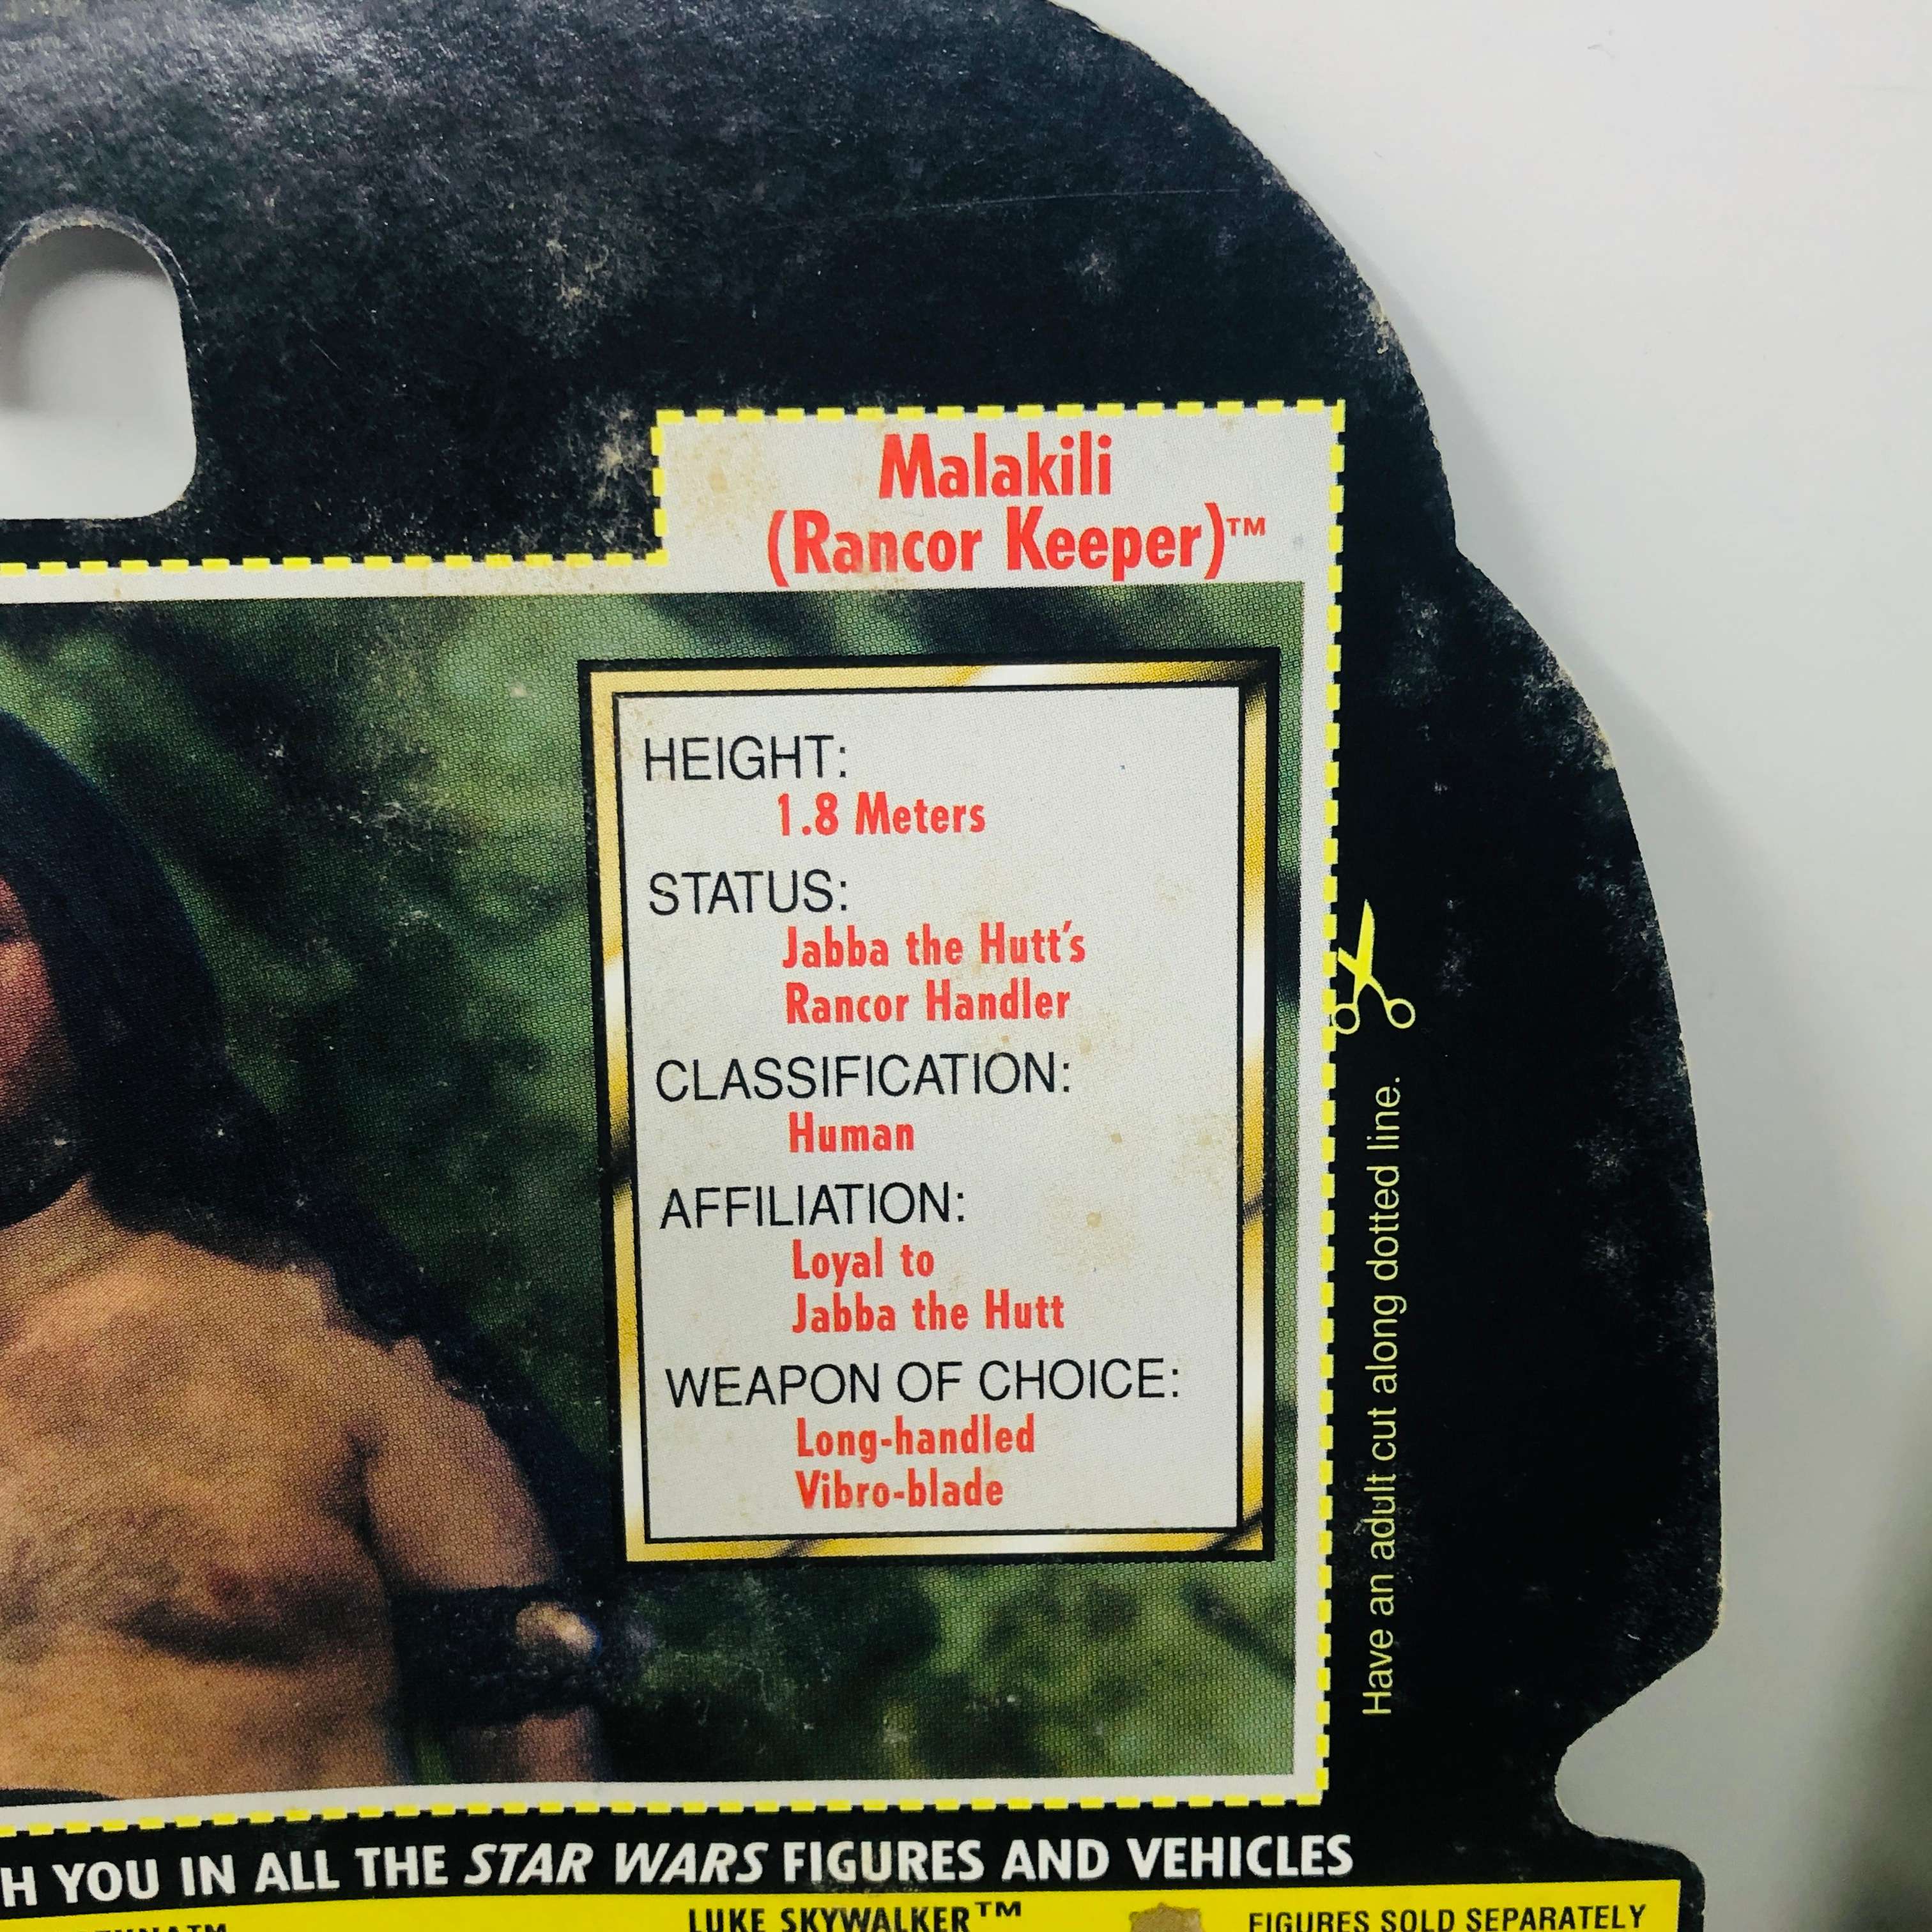 Malakili
(Rancor Keeper)™
HEIGHT:
1.8 Meters
STATUS:
Jabba the Hutt's
Rancor Handler
CLASSIFICATION:
Human
AFFILIATION:
Loyal to
Jabba the Hutt
WEAPON OF CHOICE:
Long-handled
Vibro-blade
Have an adult cut along dotted line.
YOU IN ALL THE STAR WARS FIGURES AND VEHICLES
LUKE SKYWALKER™
FIGURES SOLD SEPARATELY